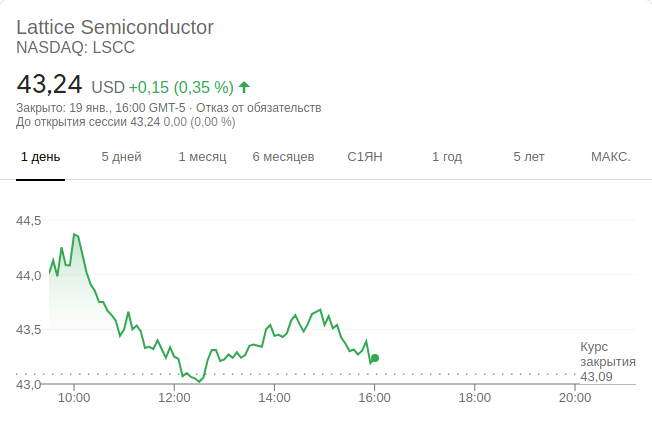 Lattice Semiconductor
NASDAQ: LSCC
43,24 USD +0,15 (0,35 %)
Закрыто: 19 янв., 16:00 GMT-5 · Отказ от обязательств
До открытия сессии 43,24 0,00 (0,00 %)
1 день 5 дней 1 месяц 6 месяцев С1ЯН 1 год 5 лет МАКС.
44,5
44,0
43,5
Курс
закрытия
43,09
43,0
10:00 12:00 14:00 16:00 18:00 20:00